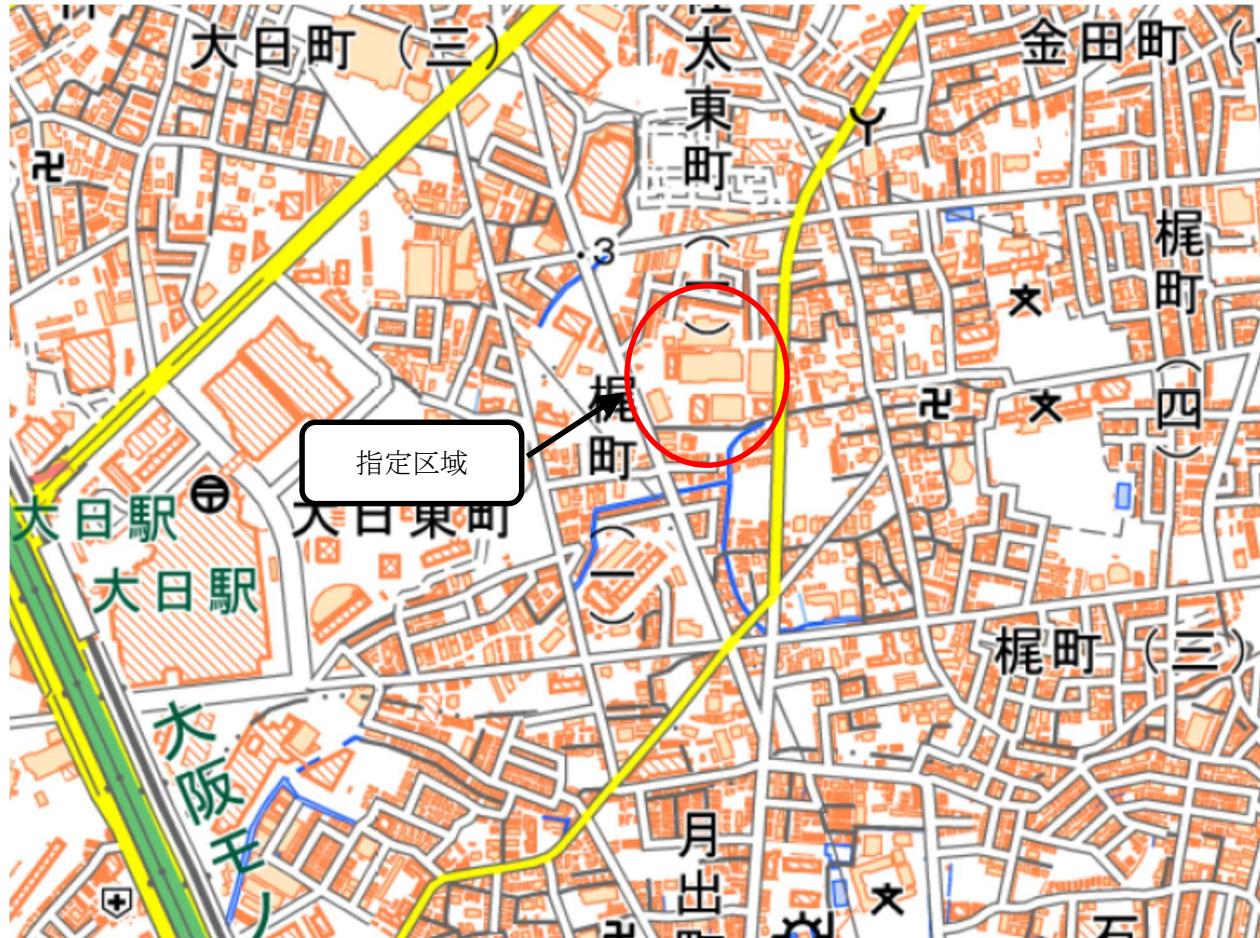 大日町（三）
太東町
金田町
3
梶町（四）
指定区域
梶町（一）
大日駅
大日東町
大日駅
梶町（三）
大阪モノ
月出